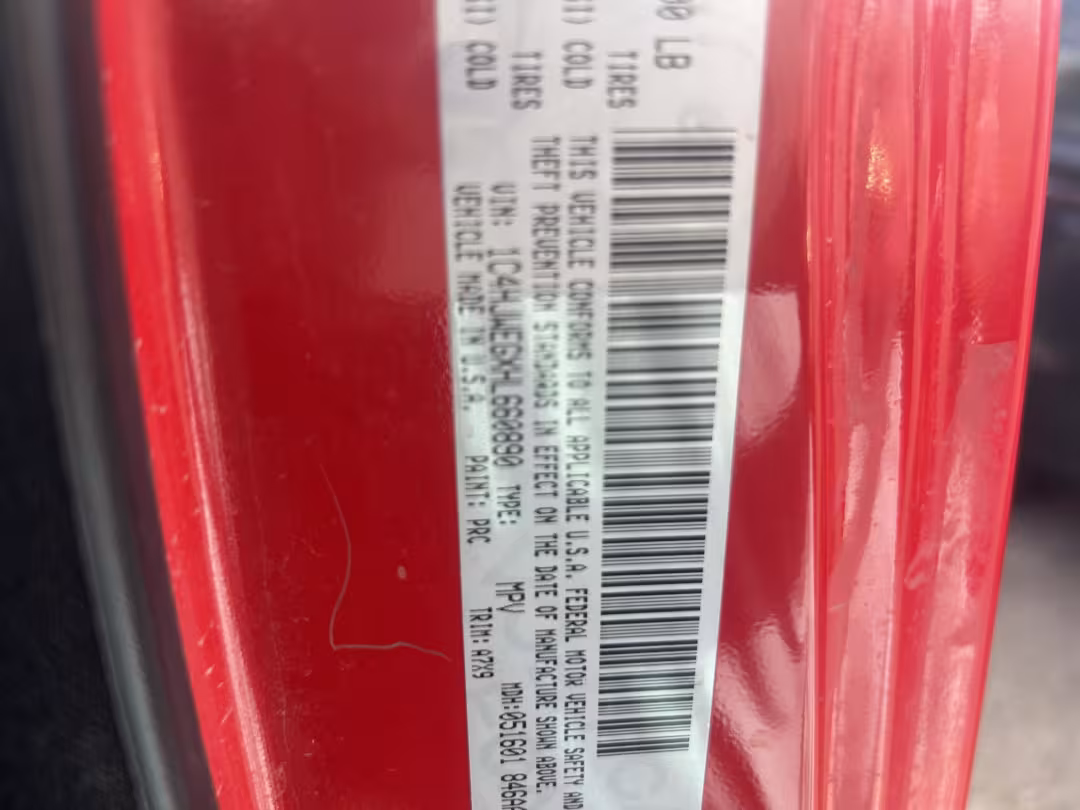 00 LB
TIRES
COLD
TIRES
COLD
THIS VEHICLE CONFORMS TO ALL APPLICABLE U.S.A. FEDERAL MOTOR VEHICLE SAFETY AND
THEFT PREVENTION STANDARDS IN EFFECT ON THE DATE OF MANUFACTURE SHOWN ABOVE.
VIN: TYPE: MPV MDH:051601
VEHICLE MADE IN U.S.A. PAINT: PRC TRIM: A7X9